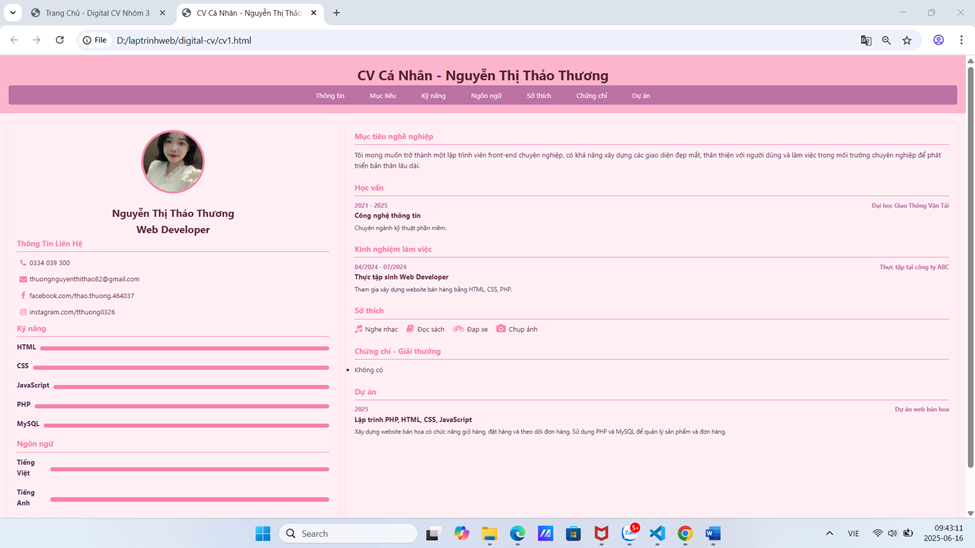 Trang Chủ - Digital CV Nhóm 3
CV Cá Nhân - Nguyễn Thị Thảo
File
D:/laptrinhweb/digital-cv/cv1.html
CV Cá Nhân - Nguyễn Thị Thảo Thương
Thông tin Mục tiêu Kỹ năng Ngôn ngữ Sở thích Chứng chỉ Dự án
Nguyễn Thị Thảo Thương
Web Developer
Thông Tin Liên Hệ
0334 039 300
thuongnguyenthithao82@gmail.com
facebook.com/thao.thuong.464037
instagram.com/tthuong0326
Kỹ năng
HTML
CSS
JavaScript
PHP
MySQL
Ngôn ngữ
Tiếng
Việt
Tiếng
Anh
Mục tiêu nghề nghiệp
Tôi mong muốn trở thành một lập trình viên front-end chuyên nghiệp, có khả năng xây dựng các giao diện đẹp mắt, thân thiện với người dùng và làm việc trong môi trường chuyên nghiệp để phát
triển bản thân lâu dài.
Học vấn
2021 - 2025 Đại học Giao Thông Vận Tải
Công nghệ thông tin
Chuyên ngành kỹ thuật phần mềm.
Kinh nghiệm làm việc
04/2024 - 07/2024 Thực tập tại công ty ABC
Thực tập sinh Web Developer
Tham gia xây dựng website bán hàng bằng HTML, CSS, PHP.
Sở thích
Nghe nhạc Đọc sách Đạp xe Chụp ảnh
Chứng chỉ - Giải thưởng
Không có
Dự án
2025 Dự án web bán hoa
Lập trình PHP, HTML, CSS, JavaScript
Xây dựng website bán hoa có chức năng giỏ hàng, đặt hàng và theo dõi đơn hàng. Sử dụng PHP và MySQL để quản lý sản phẩm và đơn hàng.
Search
5+
Zalo
VIE
09:43:11
2025-06-16